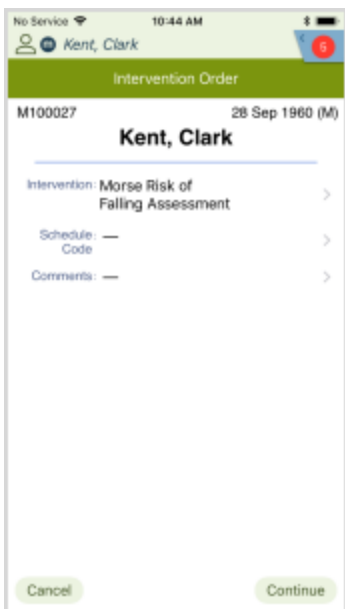 No Service 10:44 AM
Kent, Clark
6
Intervention Order
M100027 28 Sep 1960 (M)
Kent, Clark
Intervention: Morse Risk of
Falling Assessment
Schedule: —
Code
Comments: —
Cancel Continue